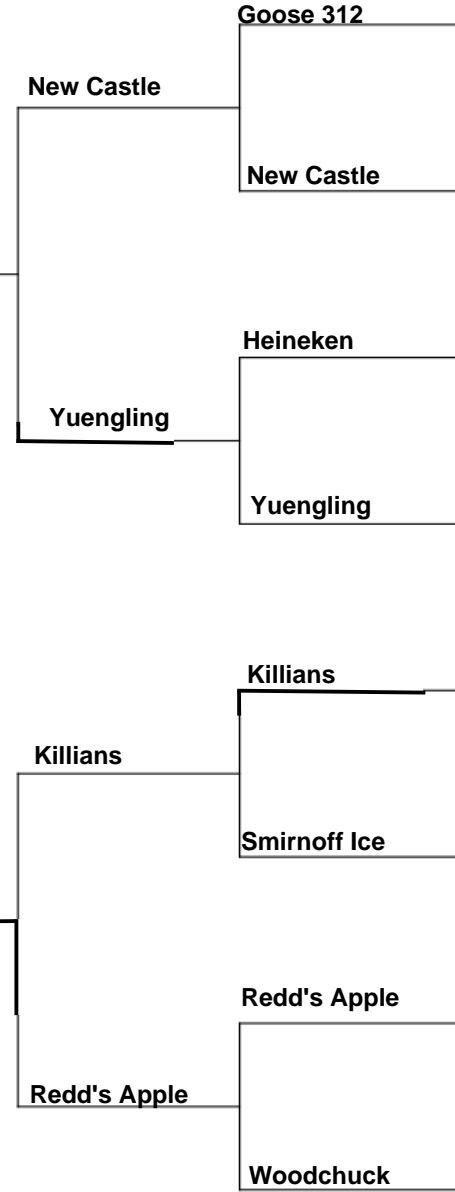 Goose 312
New Castle
New Castle
Heineken
Yuengling
Yuengling
Killians
Killians
Smirnoff Ice
Redd's Apple
Redd's Apple
Woodchuck